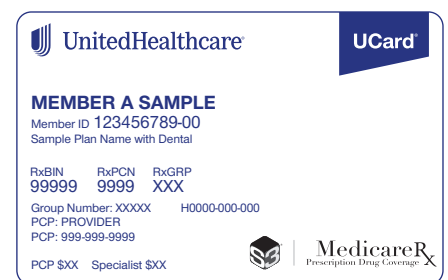 UnitedHealthcare®
UCard®
MEMBER A SAMPLE
Member ID 123456789-00
Sample Plan Name with Dental
RxBIN RxPCN RxGRP
99999 9999 XXX
Group Number: XXXXX H0000-000-000
PCP: PROVIDER
PCP: 999-999-9999
PCP $XX Specialist $XX
S3
MedicareRx
Prescription Drug Coverage